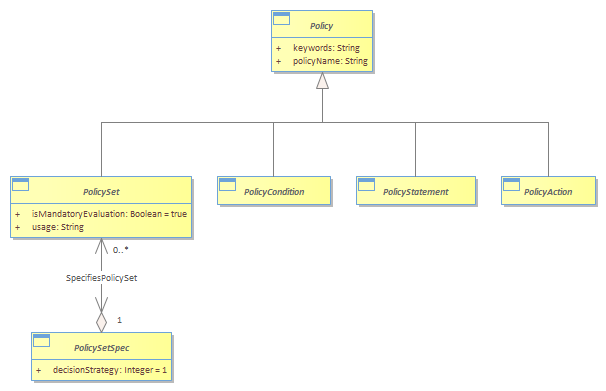 Policy
+ keywords: String
+ policyName: String
PolicySet
+ isMandatoryEvaluation: Boolean = true
+ usage: String
PolicyCondition
PolicyStatement
PolicyAction
0..*
SpecifiesPolicySet
1
PolicySetSpec
+ decisionStrategy: Integer = 1